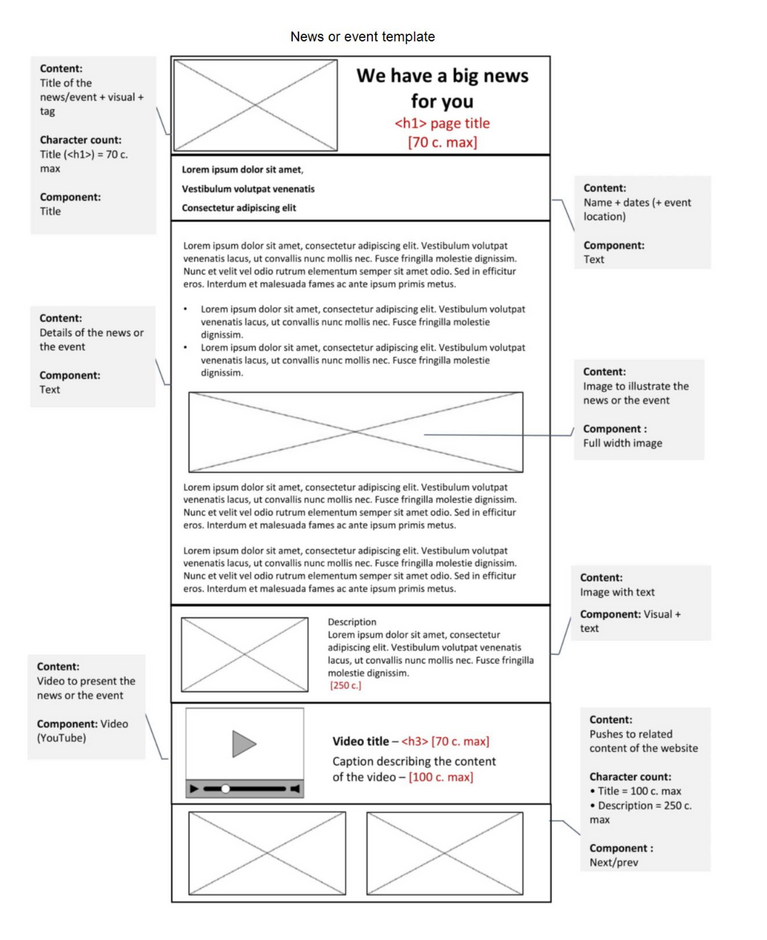 News or event template
Content:
Title of the
news/event + visual +
tag
Character count:
Title (<h1>) = 70 c.
max
Component:
Title
We have a big news
for you
<h1> page title
[70 c. max]
Lorem ipsum dolor sit amet,
Vestibulum volutpat venenatis
Consectetur adipiscing elit
Content:
Name + dates (+ event
location)
Component:
Text
Lorem ipsum dolor sit amet, consectetur adipiscing elit. Vestibulum volutpat
venenatis lacus, ut convallis nunc mollis nec. Fusce fringilla molestie dignissim.
Nunc et velit vel odio rutrum elementum semper sit amet odio. Sed in efficitur
eros. Interdum et malesuada fames ac ante ipsum primis metus.
• Lorem ipsum dolor sit amet, consectetur adipiscing elit. Vestibulum volutpat
venenatis lacus, ut convallis nunc mollis nec. Fusce fringilla molestie
dignissim.
• Lorem ipsum dolor sit amet, consectetur adipiscing elit. Vestibulum volutpat
venenatis lacus, ut convallis nunc mollis nec. Fusce fringilla molestie
dignissim.
Content:
Details of the news or
the event
Component:
Text
Content:
Image to illustrate the
news or the event
Component :
Full width image
Lorem ipsum dolor sit amet, consectetur adipiscing elit. Vestibulum volutpat
venenatis lacus, ut convallis nunc mollis nec. Fusce fringilla molestie dignissim.
Nunc et velit vel odio rutrum elementum semper sit amet odio. Sed in efficitur
eros. Interdum et malesuada fames ac ante ipsum primis metus.
Lorem ipsum dolor sit amet, consectetur adipiscing elit. Vestibulum volutpat
venenatis lacus, ut convallis nunc mollis nec. Fusce fringilla molestie dignissim.
Nunc et velit vel odio rutrum elementum semper sit amet odio. Sed in efficitur
eros. Interdum et malesuada fames ac ante ipsum primis metus.
Content:
Image with text
Component: Visual +
text
Description
Lorem ipsum dolor sit amet, consectetur
adipiscing elit. Vestibulum volutpat venenatis
lacus, ut convallis nunc mollis nec. Fusce fringilla
molestie dignissim.
[250 c.]
Content:
Video to present the
news or the event
Component: Video
(YouTube)
Video title – <h3> [70 c. max]
Caption describing the content
of the video – [100 c. max]
Content:
Pushes to related
content of the website
Character count:
• Title = 100 c. max
• Description = 250 c.
max
Component :
Next/prev